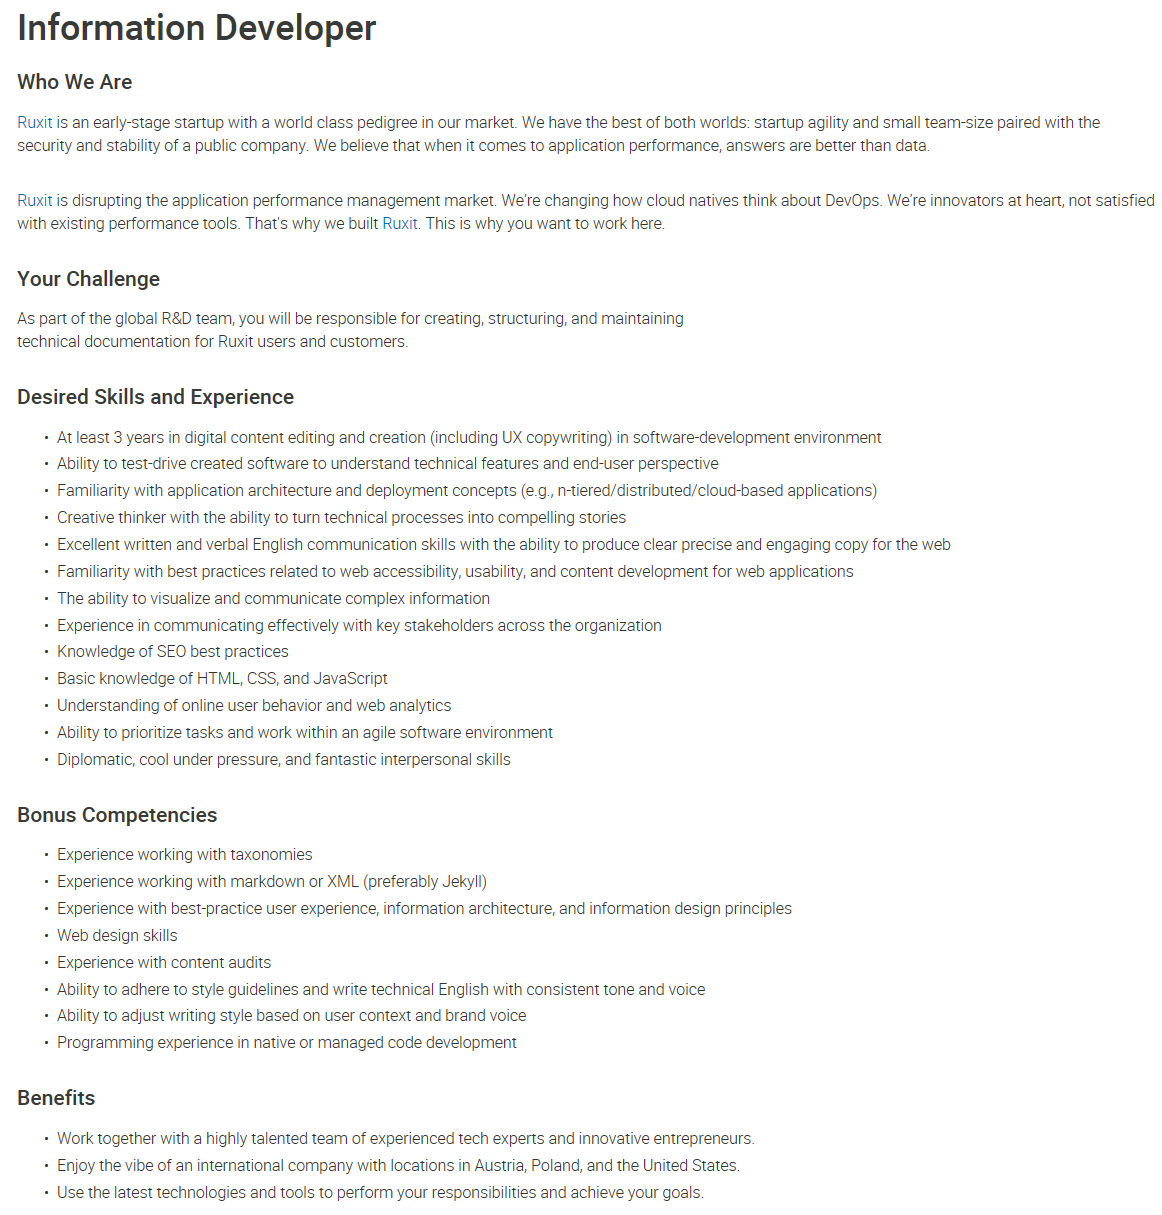 Information Developer
Who We Are
Ruxit is an early-stage startup with a world class pedigree in our market. We have the best of both worlds: startup agility and small team-size paired with the
security and stability of a public company. We believe that when it comes to application performance, answers are better than data.
Ruxit is disrupting the application performance management market. We're changing how cloud natives think about DevOps. We're innovators at heart, not satisfied
with existing performance tools. That's why we built Ruxit. This is why you want to work here.
Your Challenge
As part of the global R&D team, you will be responsible for creating, structuring, and maintaining
technical documentation for Ruxit users and customers.
Desired Skills and Experience
• At least 3 years in digital content editing and creation (including UX copywriting) in software-development environment
• Ability to test-drive created software to understand technical features and end-user perspective
• Familiarity with application architecture and deployment concepts (e.g., n-tiered/distributed/cloud-based applications)
• Creative thinker with the ability to turn technical processes into compelling stories
• Excellent written and verbal English communication skills with the ability to produce clear precise and engaging copy for the web
• Familiarity with best practices related to web accessibility, usability, and content development for web applications
• The ability to visualize and communicate complex information
• Experience in communicating effectively with key stakeholders across the organization
• Knowledge of SEO best practices
• Basic knowledge of HTML, CSS, and JavaScript
• Understanding of online user behavior and web analytics
• Ability to prioritize tasks and work within an agile software environment
• Diplomatic, cool under pressure, and fantastic interpersonal skills
Bonus Competencies
• Experience working with taxonomies
• Experience working with markdown or XML (preferably Jekyll)
• Experience with best-practice user experience, information architecture, and information design principles
• Web design skills
• Experience with content audits
• Ability to adhere to style guidelines and write technical English with consistent tone and voice
• Ability to adjust writing style based on user context and brand voice
• Programming experience in native or managed code development
Benefits
• Work together with a highly talented team of experienced tech experts and innovative entrepreneurs.
• Enjoy the vibe of an international company with locations in Austria, Poland, and the United States.
• Use the latest technologies and tools to perform your responsibilities and achieve your goals.